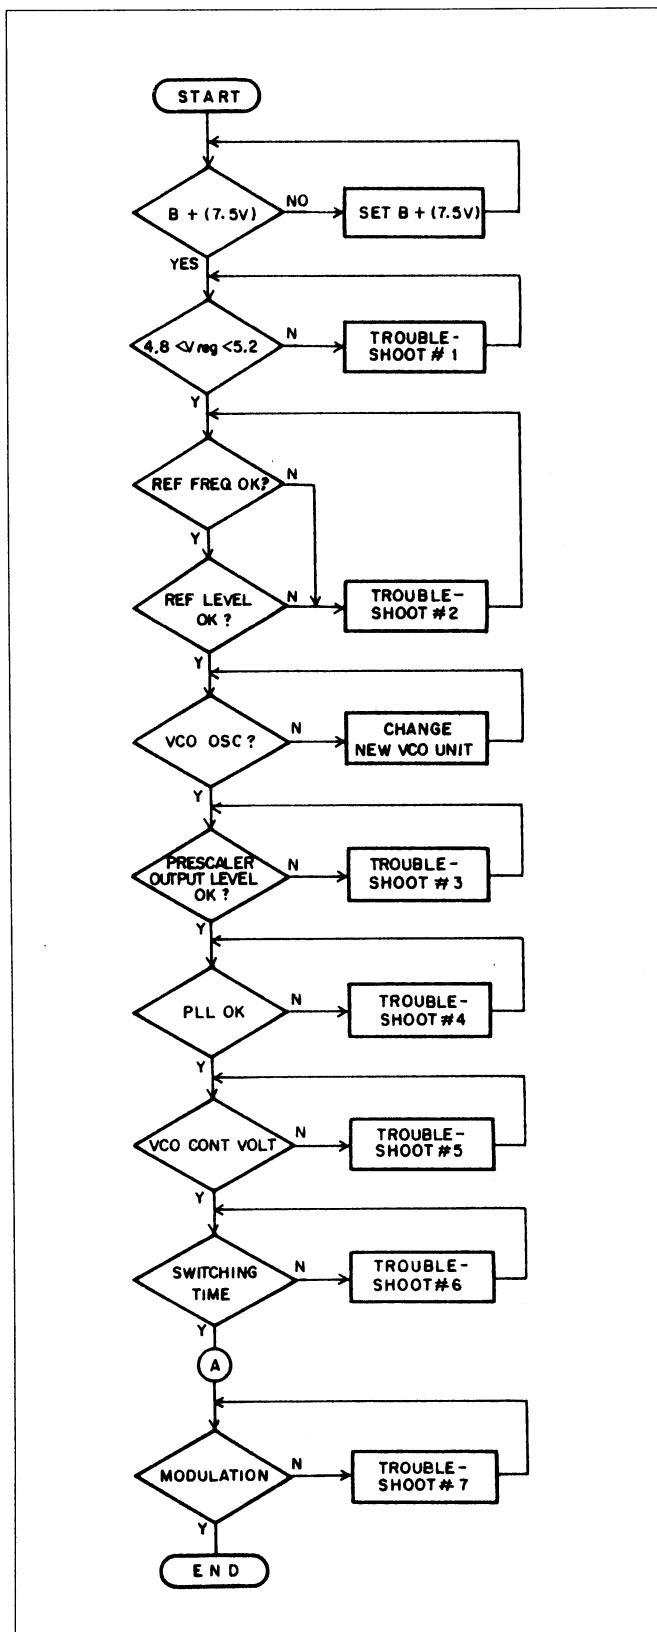 START
B + (7.5V)
NO
SET B + (7.5V)
YES
4.8 <Vreg <5.2
N
TROUBLE-
SHOOT # 1
Y
REF FREQ OK?
N
Y
REF LEVEL
OK ?
N
TROUBLE-
SHOOT #2
Y
VCO OSC ?
N
CHANGE
NEW VCO UNIT
Y
PRESCALER
OUTPUT LEVEL
OK ?
N
TROUBLE-
SHOOT # 3
Y
PLL OK
N
TROUBLE-
SHOOT #4
Y
VCO CONT VOLT
N
TROUBLE-
SHOOT #5
Y
SWITCHING
TIME
N
TROUBLE-
SHOOT #6
Y
A
MODULATION
N
TROUBLE-
SHOOT # 7
Y
END